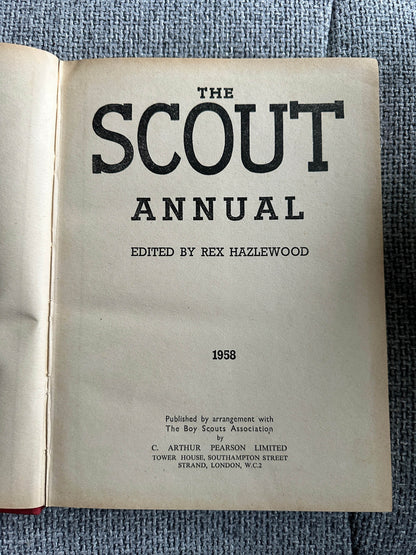 THE
SCOUT
ANNUAL
EDITED BY REX HAZLEWOOD
1958
Published by arrangement with
The Boy Scouts Association
by
C. ARTHUR PEARSON LIMITED
TOWER HOUSE, SOUTHAMPTON STREET
STRAND, LONDON, W.C.2